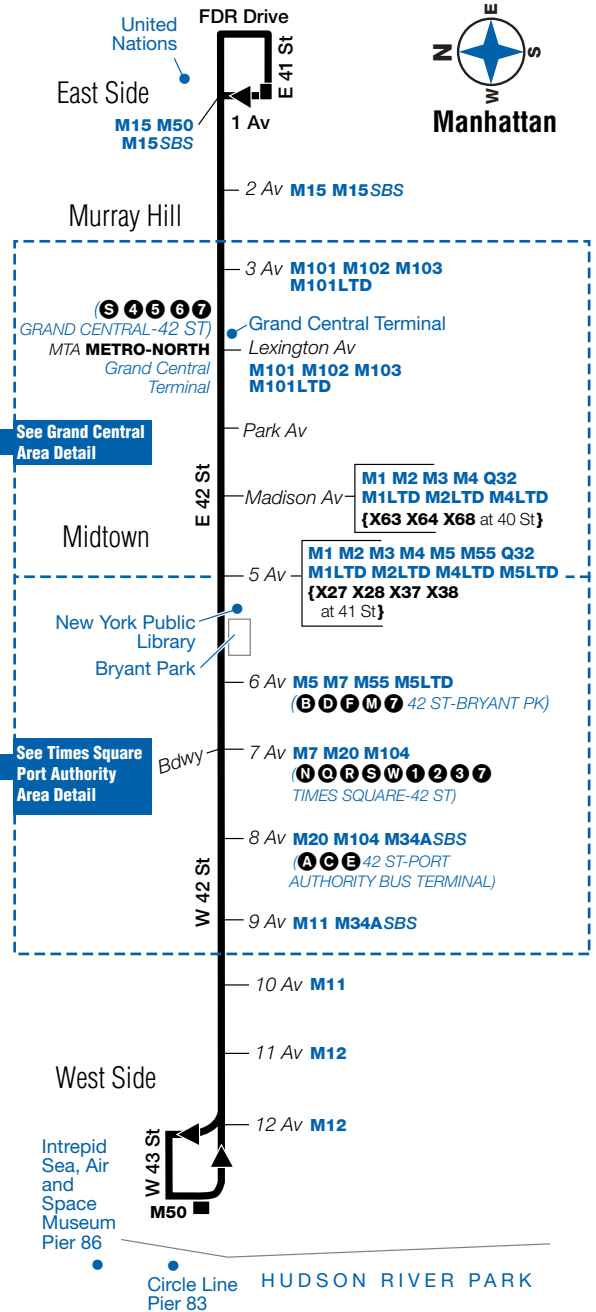 FDR Drive
United
Nations
E 41 St
E
N
S
W
Manhattan
East Side
1 Av
M15 M50
M15SBS
2 Av M15 M15SBS
Murray Hill
3 Av M101 M102 M103
M101LTD
(S 4 5 6 7
GRAND CENTRAL-42 ST)
MTA METRO-NORTH
Grand Central
Terminal
Grand Central Terminal
Lexington Av
M101 M102 M103
M101LTD
See Grand Central
Area Detail
Park Av
E 42 St
Madison Av
M1 M2 M3 M4 Q32
M1LTD M2LTD M4LTD
{X63 X64 X68 at 40 St}
Midtown
5 Av
M1 M2 M3 M4 M5 M55 Q32
M1LTD M2LTD M4LTD M5LTD
{X27 X28 X37 X38
at 41 St}
New York Public
Library
Bryant Park
6 Av M5 M7 M55 M5LTD
(B D F M 7 42 ST-BRYANT PK)
See Times Square
Port Authority
Area Detail
Bdwy
7 Av M7 M20 M104
(N Q R S W 1 2 3 7
TIMES SQUARE-42 ST)
8 Av M20 M104 M34ASBS
(A C E 42 ST-PORT
AUTHORITY BUS TERMINAL)
W 42 St
9 Av M11 M34ASBS
10 Av M11
11 Av M12
West Side
12 Av M12
W 43 St
M50
Intrepid
Sea, Air
and
Space
Museum
Pier 86
Circle Line
Pier 83
HUDSON RIVER PARK